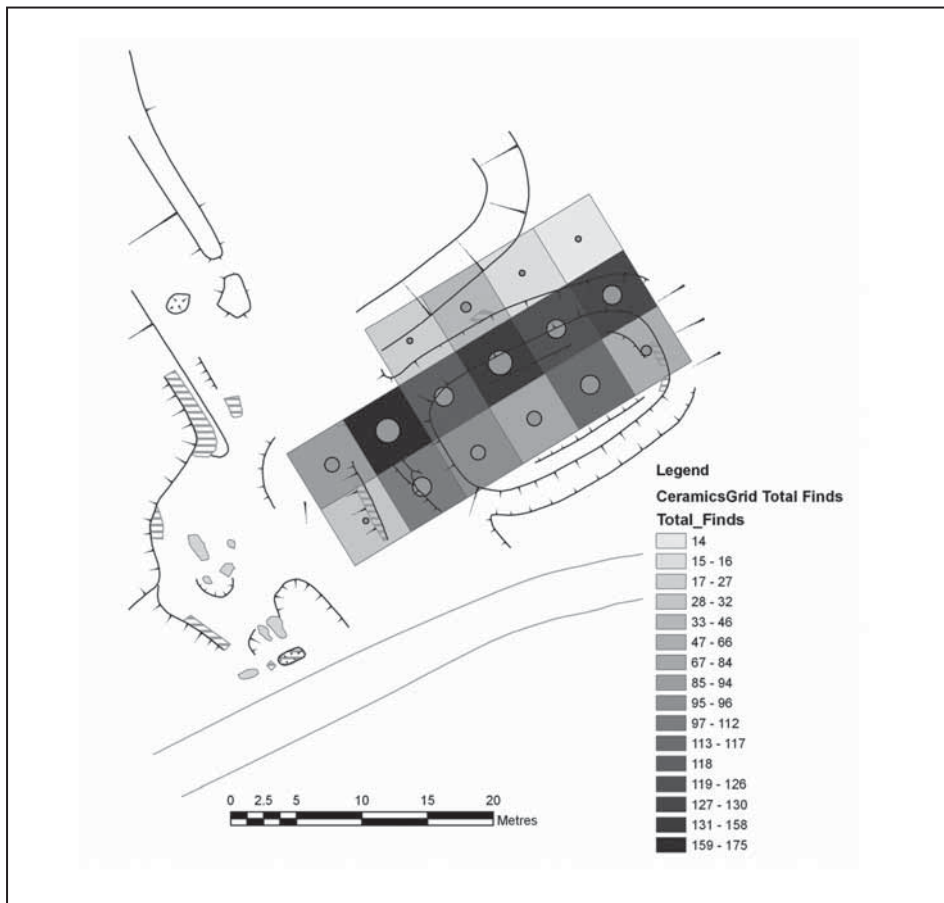 Legend
CeramicsGrid Total Finds
Total_Finds
14
15 - 16
17 - 27
28 - 32
33 - 46
47 - 66
67 - 84
85 - 94
95 - 96
97 - 112
113 - 117
118
119 - 126
127 - 130
131 - 158
159 - 175
0 2.5 5 10 15 20
Metres